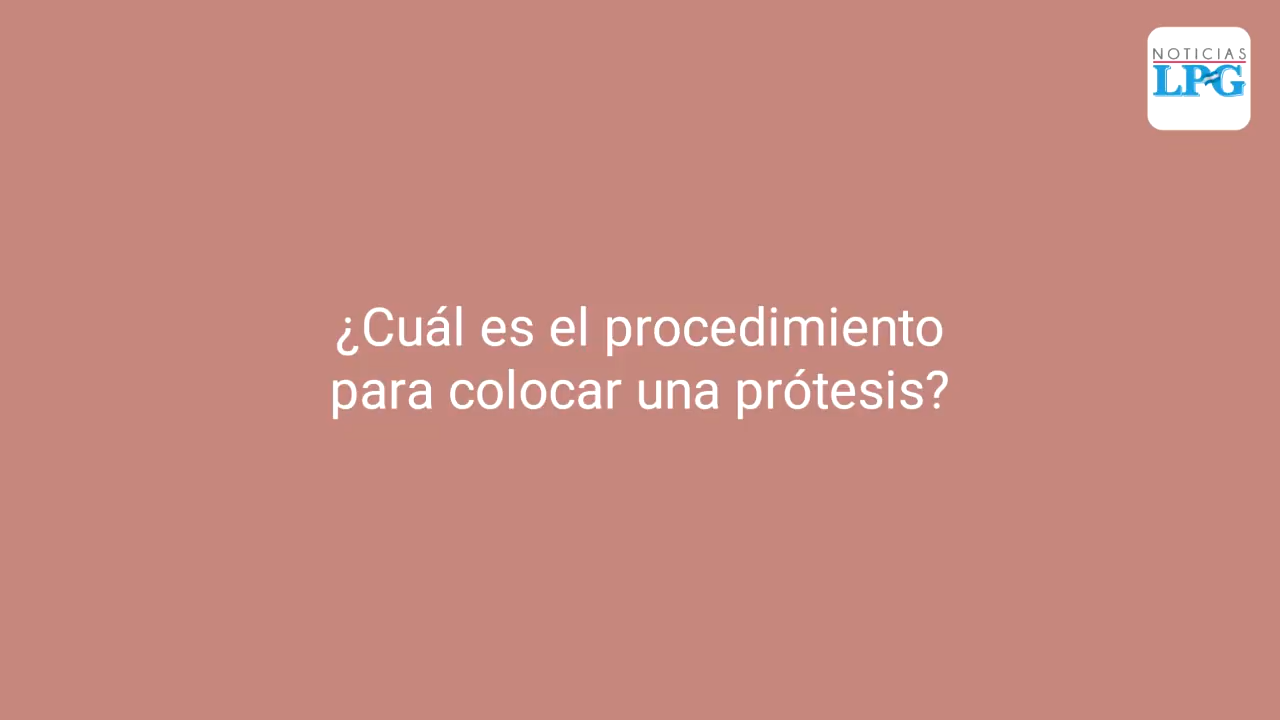 NOTICIAS
LPG
¿Cuál es el procedimiento
para colocar una prótesis?